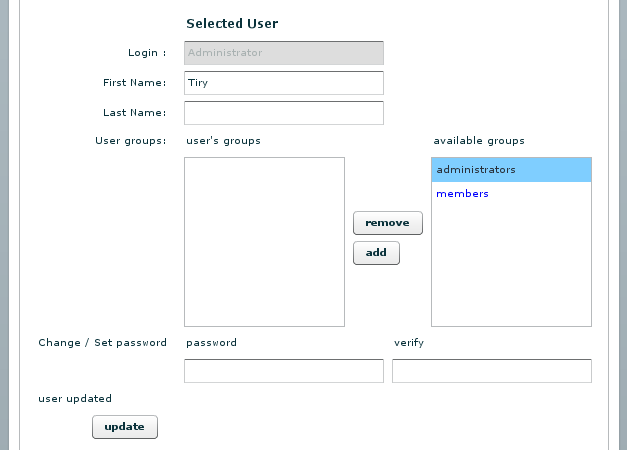 Selected User
Login : Administrator
First Name: Tiry
Last Name:
User groups: user's groups available groups
administrators
members
remove
add
Change / Set password password verify
user updated
update